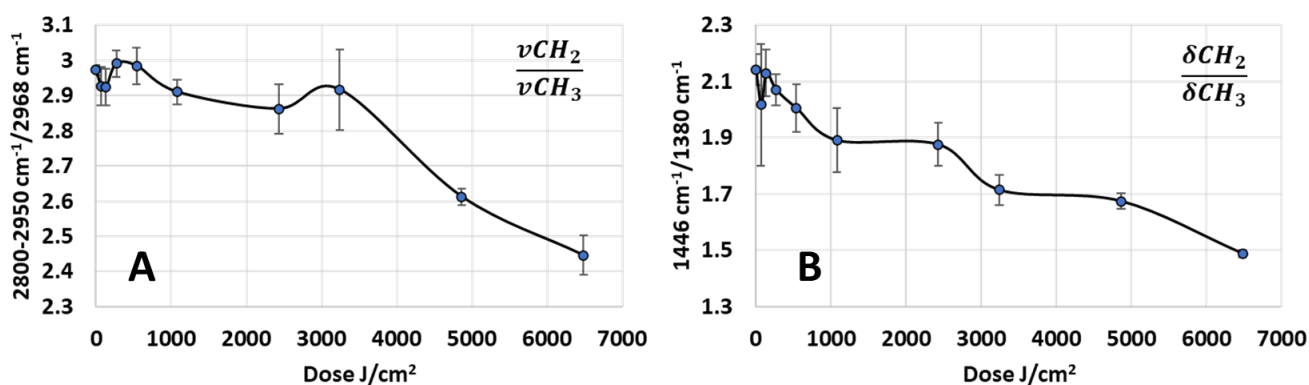 2800-2950 cm⁻¹/2968 cm⁻¹
3.1
3
2.9
2.8
2.7
2.6
2.5
2.4
2.3
νCH₂
νCH₃
A
0 1000 2000 3000 4000 5000 6000 7000
Dose J/cm²
1446 cm⁻¹/1380 cm⁻¹
2.3
2.1
1.9
1.7
1.5
1.3
δCH₂
δCH₃
B
0 1000 2000 3000 4000 5000 6000 7000
Dose J/cm²